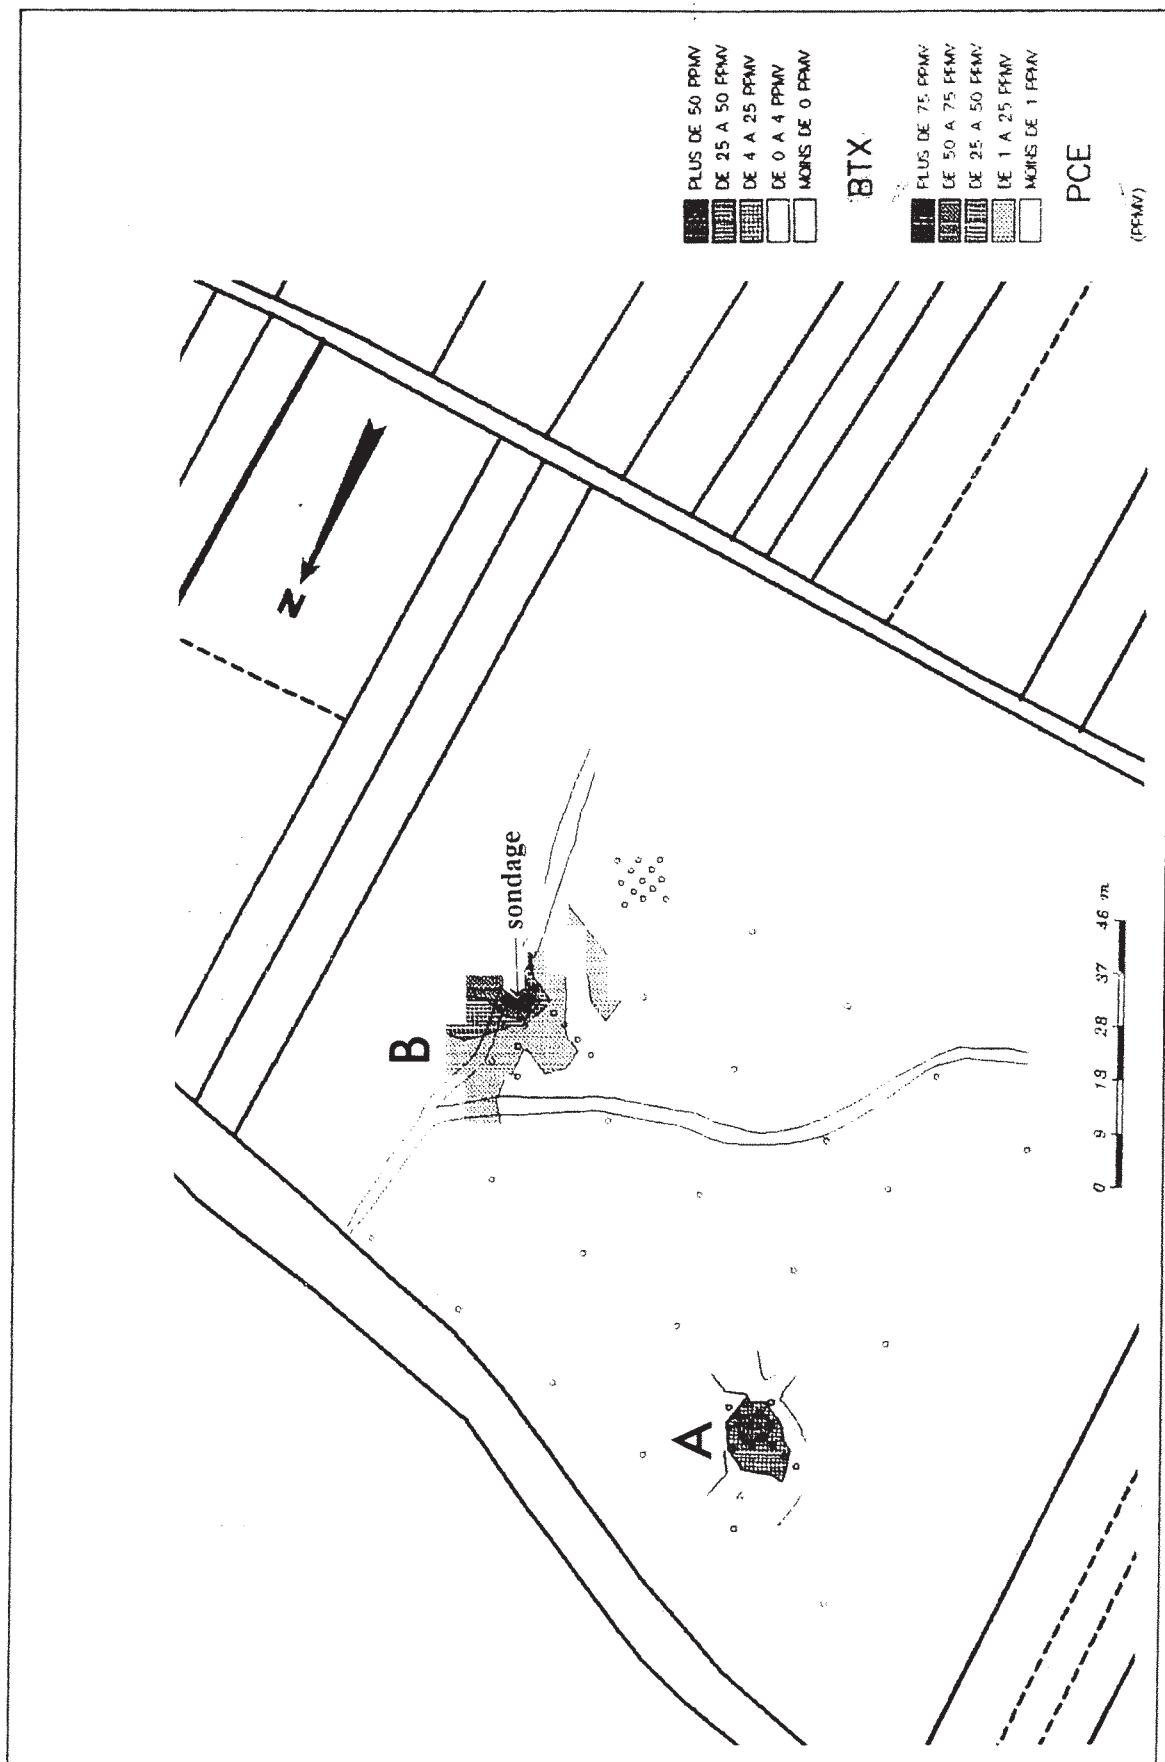 PLUS DE 50 PPMV
DE 25 A 50 PPMV
DE 4 A 25 PPMV
DE 0 A 4 PPMV
MOINS DE 0 PPMV
BTX
PLUS DE 75 PPMV
DE 50 A 75 PPMV
DE 25 A 50 PPMV
DE 1 A 25 PPMV
MOINS DE 1 PPMV
PCE
(PPMV)
N
sondage
B
A
0 9 18 28 37 46 m